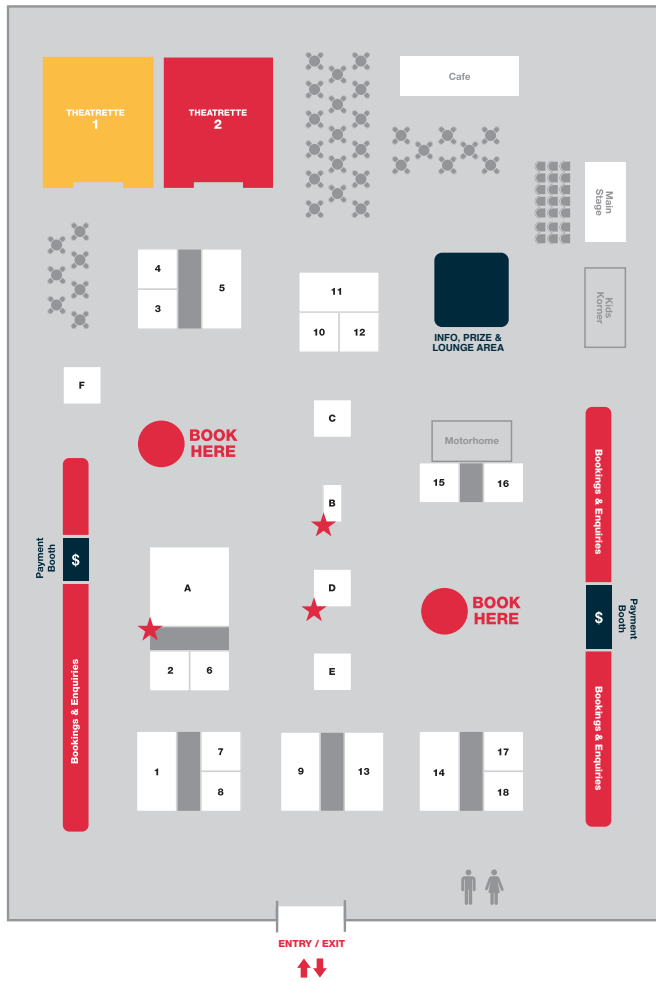 Cafe
THEATRETTE
1
THEATRETTE
2
Main
Stage
4
3
5
11
10
12
Kids
Korner
INFO, PRIZE &
LOUNGE AREA
F
C
BOOK
HERE
Motorhome
15
16
Bookings & Enquiries
B
Payment
Booth
$
A
D
BOOK
HERE
$
Payment
Booth
2
6
E
Bookings & Enquiries
Bookings & Enquiries
1
7
8
9
13
14
17
18
ENTRY / EXIT